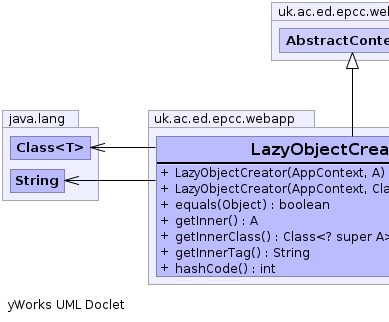 uk.ac.ed.epcc.we
AbstractConte
java.lang
Class<T>
String
uk.ac.ed.epcc.webapp
LazyObjectCrea
+ LazyObjectCreator(AppContext, A)
+ LazyObjectCreator(AppContext, Cla
+ equals(Object) : boolean
+ getInner() : A
+ getInnerClass() : Class<? super A>
+ getInnerTag() : String
+ hashCode() : int
yWorks UML Doclet